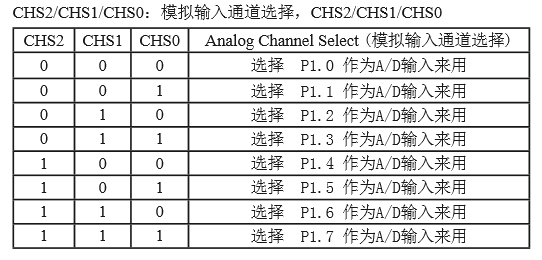 CHS2/CHS1/CHS0: 模拟输入通道选择, CHS2/CHS1/CHS0
CHS2 CHS1 CHS0 Analog Channel Select (模拟输入通道选择)
0 0 0 选择 P1.0 作为A/D输入来用
0 0 1 选择 P1.1 作为A/D输入来用
0 1 0 选择 P1.2 作为A/D输入来用
0 1 1 选择 P1.3 作为A/D输入来用
1 0 0 选择 P1.4 作为A/D输入来用
1 0 1 选择 P1.5 作为A/D输入来用
1 1 0 选择 P1.6 作为A/D输入来用
1 1 1 选择 P1.7 作为A/D输入来用